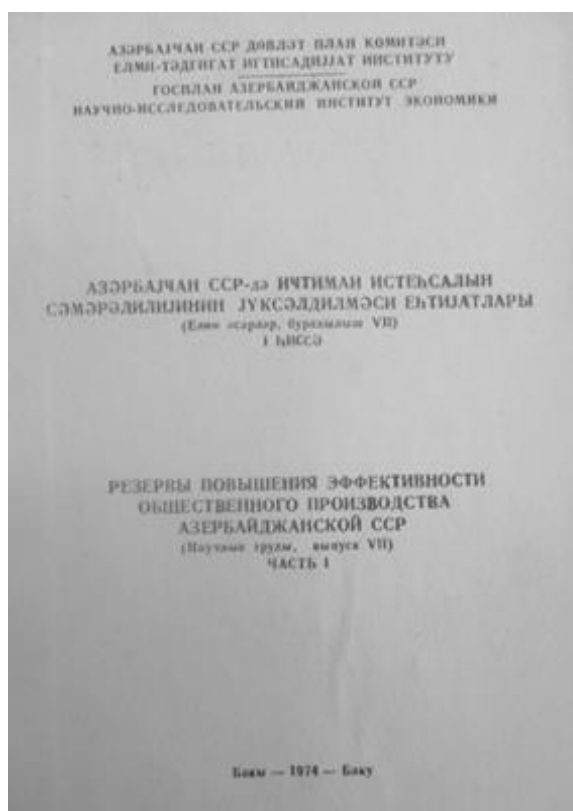 АЗӘРБАЈҸАН ССР ДӨВЛӘТ ПЛАН КОМИТӘСИ
ЕЛМИ-ТӘДГИГАТ ИГТИСАДИЈЈАТ ИНСТИТУТУ
ГОСПЛАН АЗЕРБАЙДЖАНСКОЙ ССР
НАУЧНО-ИССЛЕДОВАТЕЛЬСКИЙ ИНСТИТУТ ЭКОНОМИКИ
АЗӘРБАЈҸАН ССР-дә ИҸТИМАИ ИСТЕҺСАЛЫН
СӘМӘРӘЛИЛИЈИНИН ЈҮКСӘЛДИЛМӘСИ ЕҺТИЈАТЛАРЫ
(Елми әсәрләр, бурахылыш VII)
I ҺИССӘ
РЕЗЕРВЫ ПОВЫШЕНИЯ ЭФФЕКТИВНОСТИ
ОБЩЕСТВЕННОГО ПРОИЗВОДСТВА
АЗЕРБАЙДЖАНСКОЙ ССР
(Научные труды, выпуск VII)
ЧАСТЬ I
Бакы — 1974 — Баку